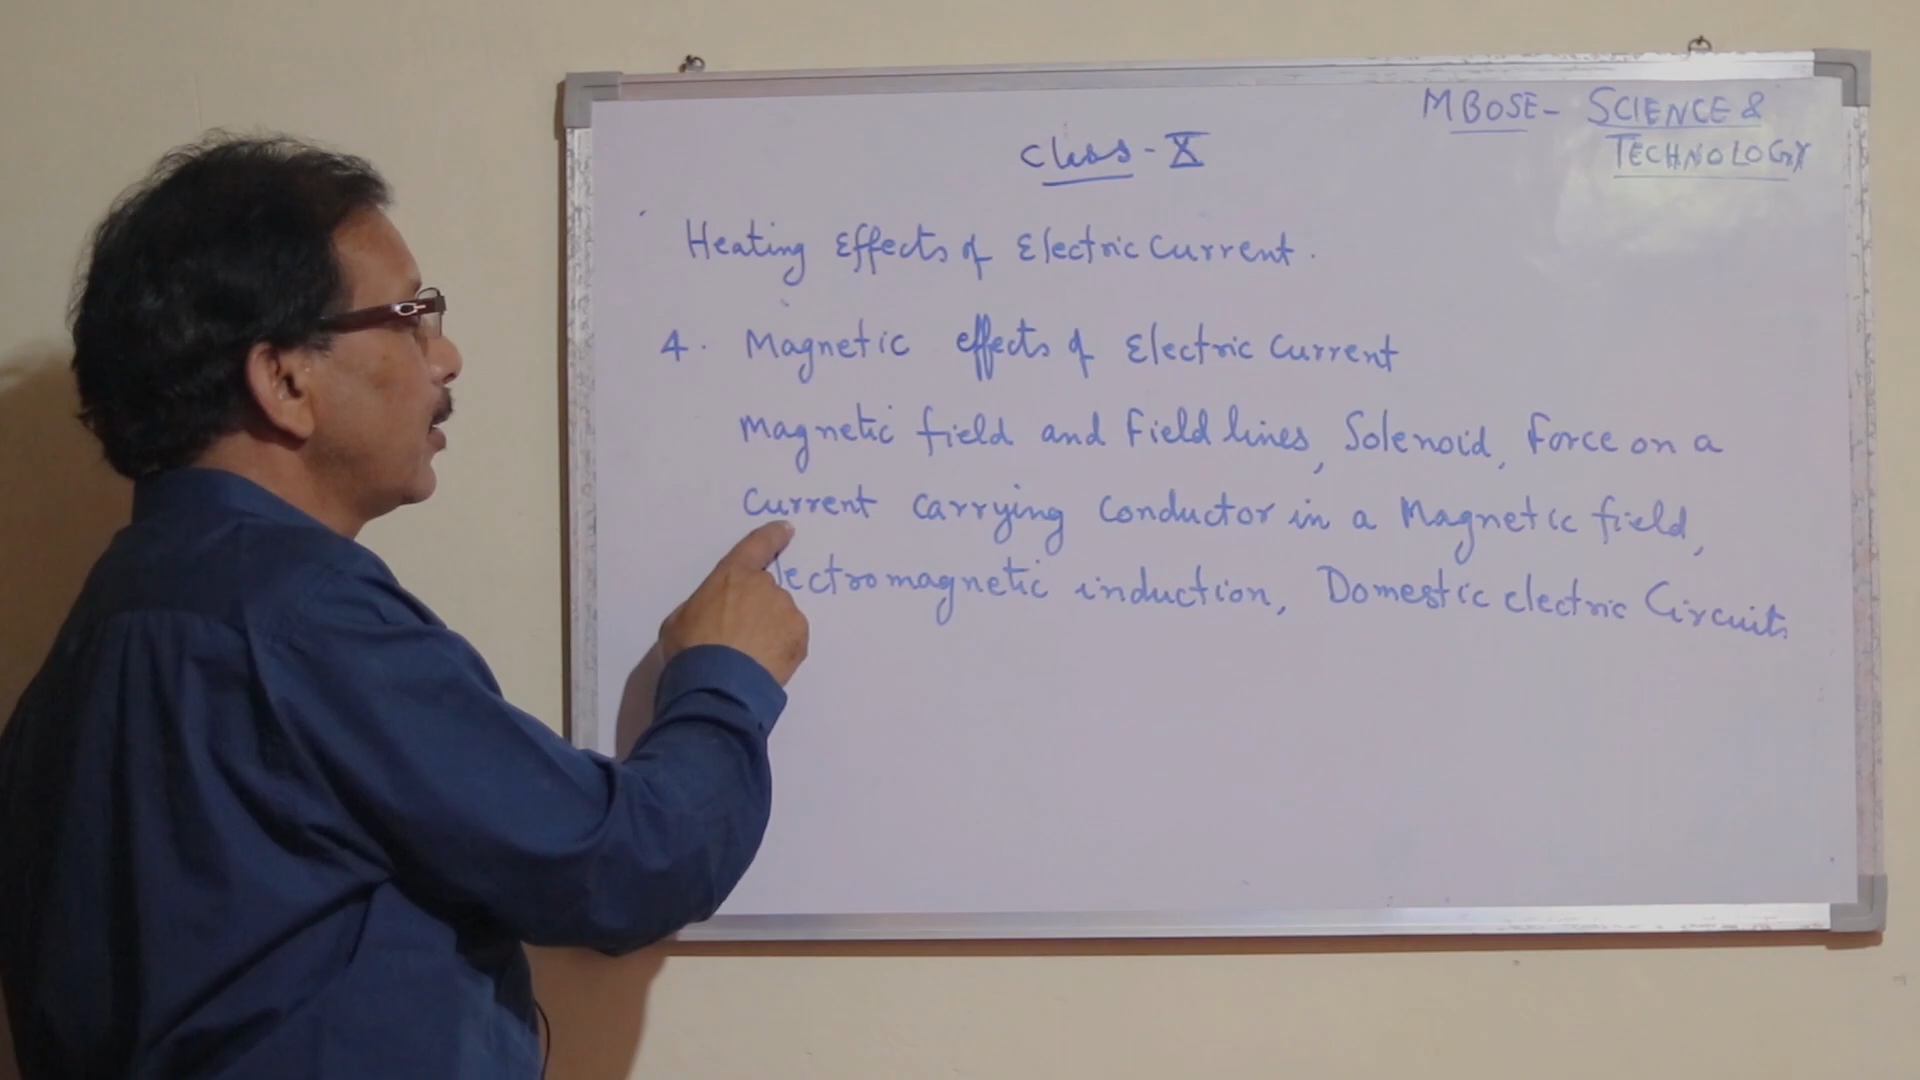 MBOSE - SCIENCE &
TECHNOLOGY
Class - X
Heating Effects of Electric Current.
4. Magnetic effects of Electric Current
Magnetic field and Field lines, Solenoid, Force on a
Current Carrying Conductor in a Magnetic field,
lectromagnetic induction, Domestic electric Circuits